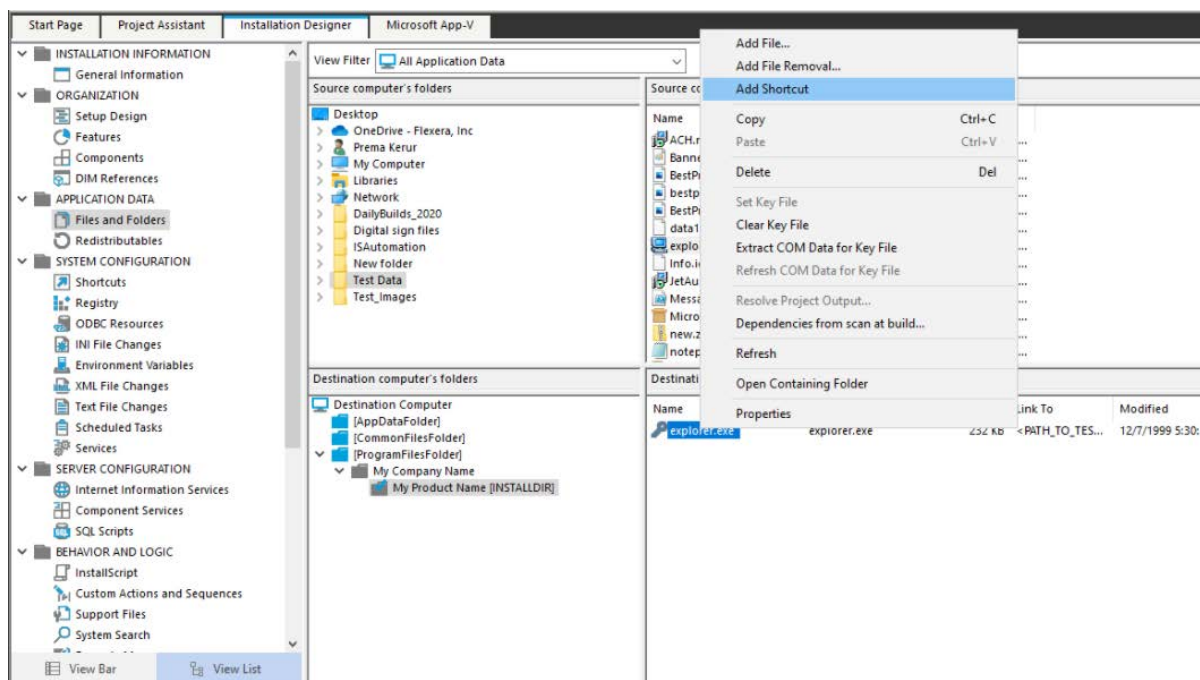 Start Page
Project Assistant
Installation Designer
Microsoft App-V
INSTALLATION INFORMATION
General Information
ORGANIZATION
Setup Design
Features
Components
DIM References
APPLICATION DATA
Files and Folders
Redistributables
SYSTEM CONFIGURATION
Shortcuts
Registry
ODBC Resources
INI File Changes
Environment Variables
XML File Changes
Text File Changes
Scheduled Tasks
Services
SERVER CONFIGURATION
Internet Information Services
Component Services
SQL Scripts
BEHAVIOR AND LOGIC
InstallScript
Custom Actions and Sequences
Support Files
System Search
View Bar
View List
View Filter
All Application Data
Source computer's folders
Desktop
OneDrive - Flexera, Inc
Prema Kerur
My Computer
Libraries
Network
DailyBuilds_2020
Digital sign files
ISAutomation
New folder
Test Data
Test_Images
Source co
Name
ACH.r
Banne
BestPr
bestp
BestPr
data1
explo
Info.i
JetAu
Messa
Micro
new.z
notep
Add File...
Add File Removal...
Add Shortcut
Copy Ctrl+C
Paste Ctrl+V
Delete Del
Set Key File
Clear Key File
Extract COM Data for Key File
Refresh COM Data for Key File
Resolve Project Output...
Dependencies from scan at build...
Refresh
Open Containing Folder
Properties
Destination computer's folders
Destination Computer
[AppDataFolder]
[CommonFilesFolder]
[ProgramFilesFolder]
My Company Name
My Product Name [INSTALLDIR]
Destinati
Name Link To Modified
explorer.exe explorer.exe 232 KB <PATH_TO_TES... 12/7/1999 5:30: